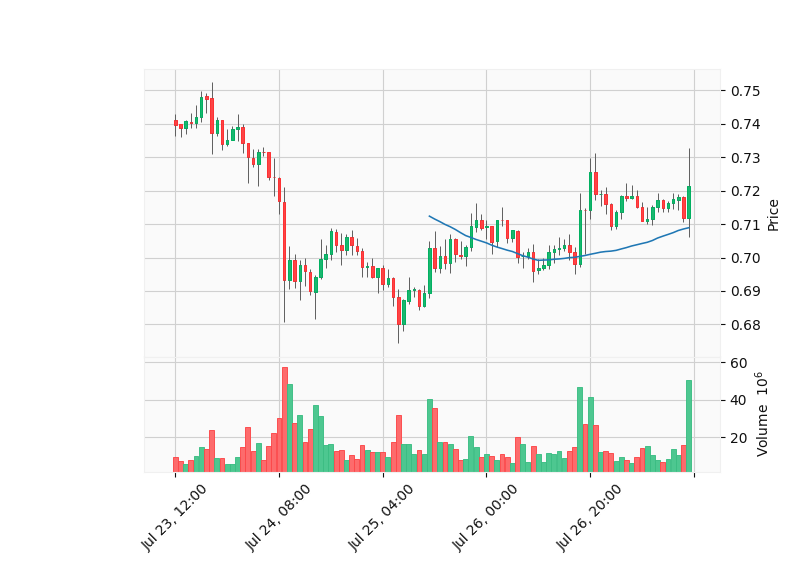 0.75
0.74
0.73
0.72
0.71
0.70
0.69
0.68
Price
60
40
20
Volume 10^6
Jul 23, 12:00
Jul 24, 08:00
Jul 25, 04:00
Jul 26, 00:00
Jul 26, 20:00